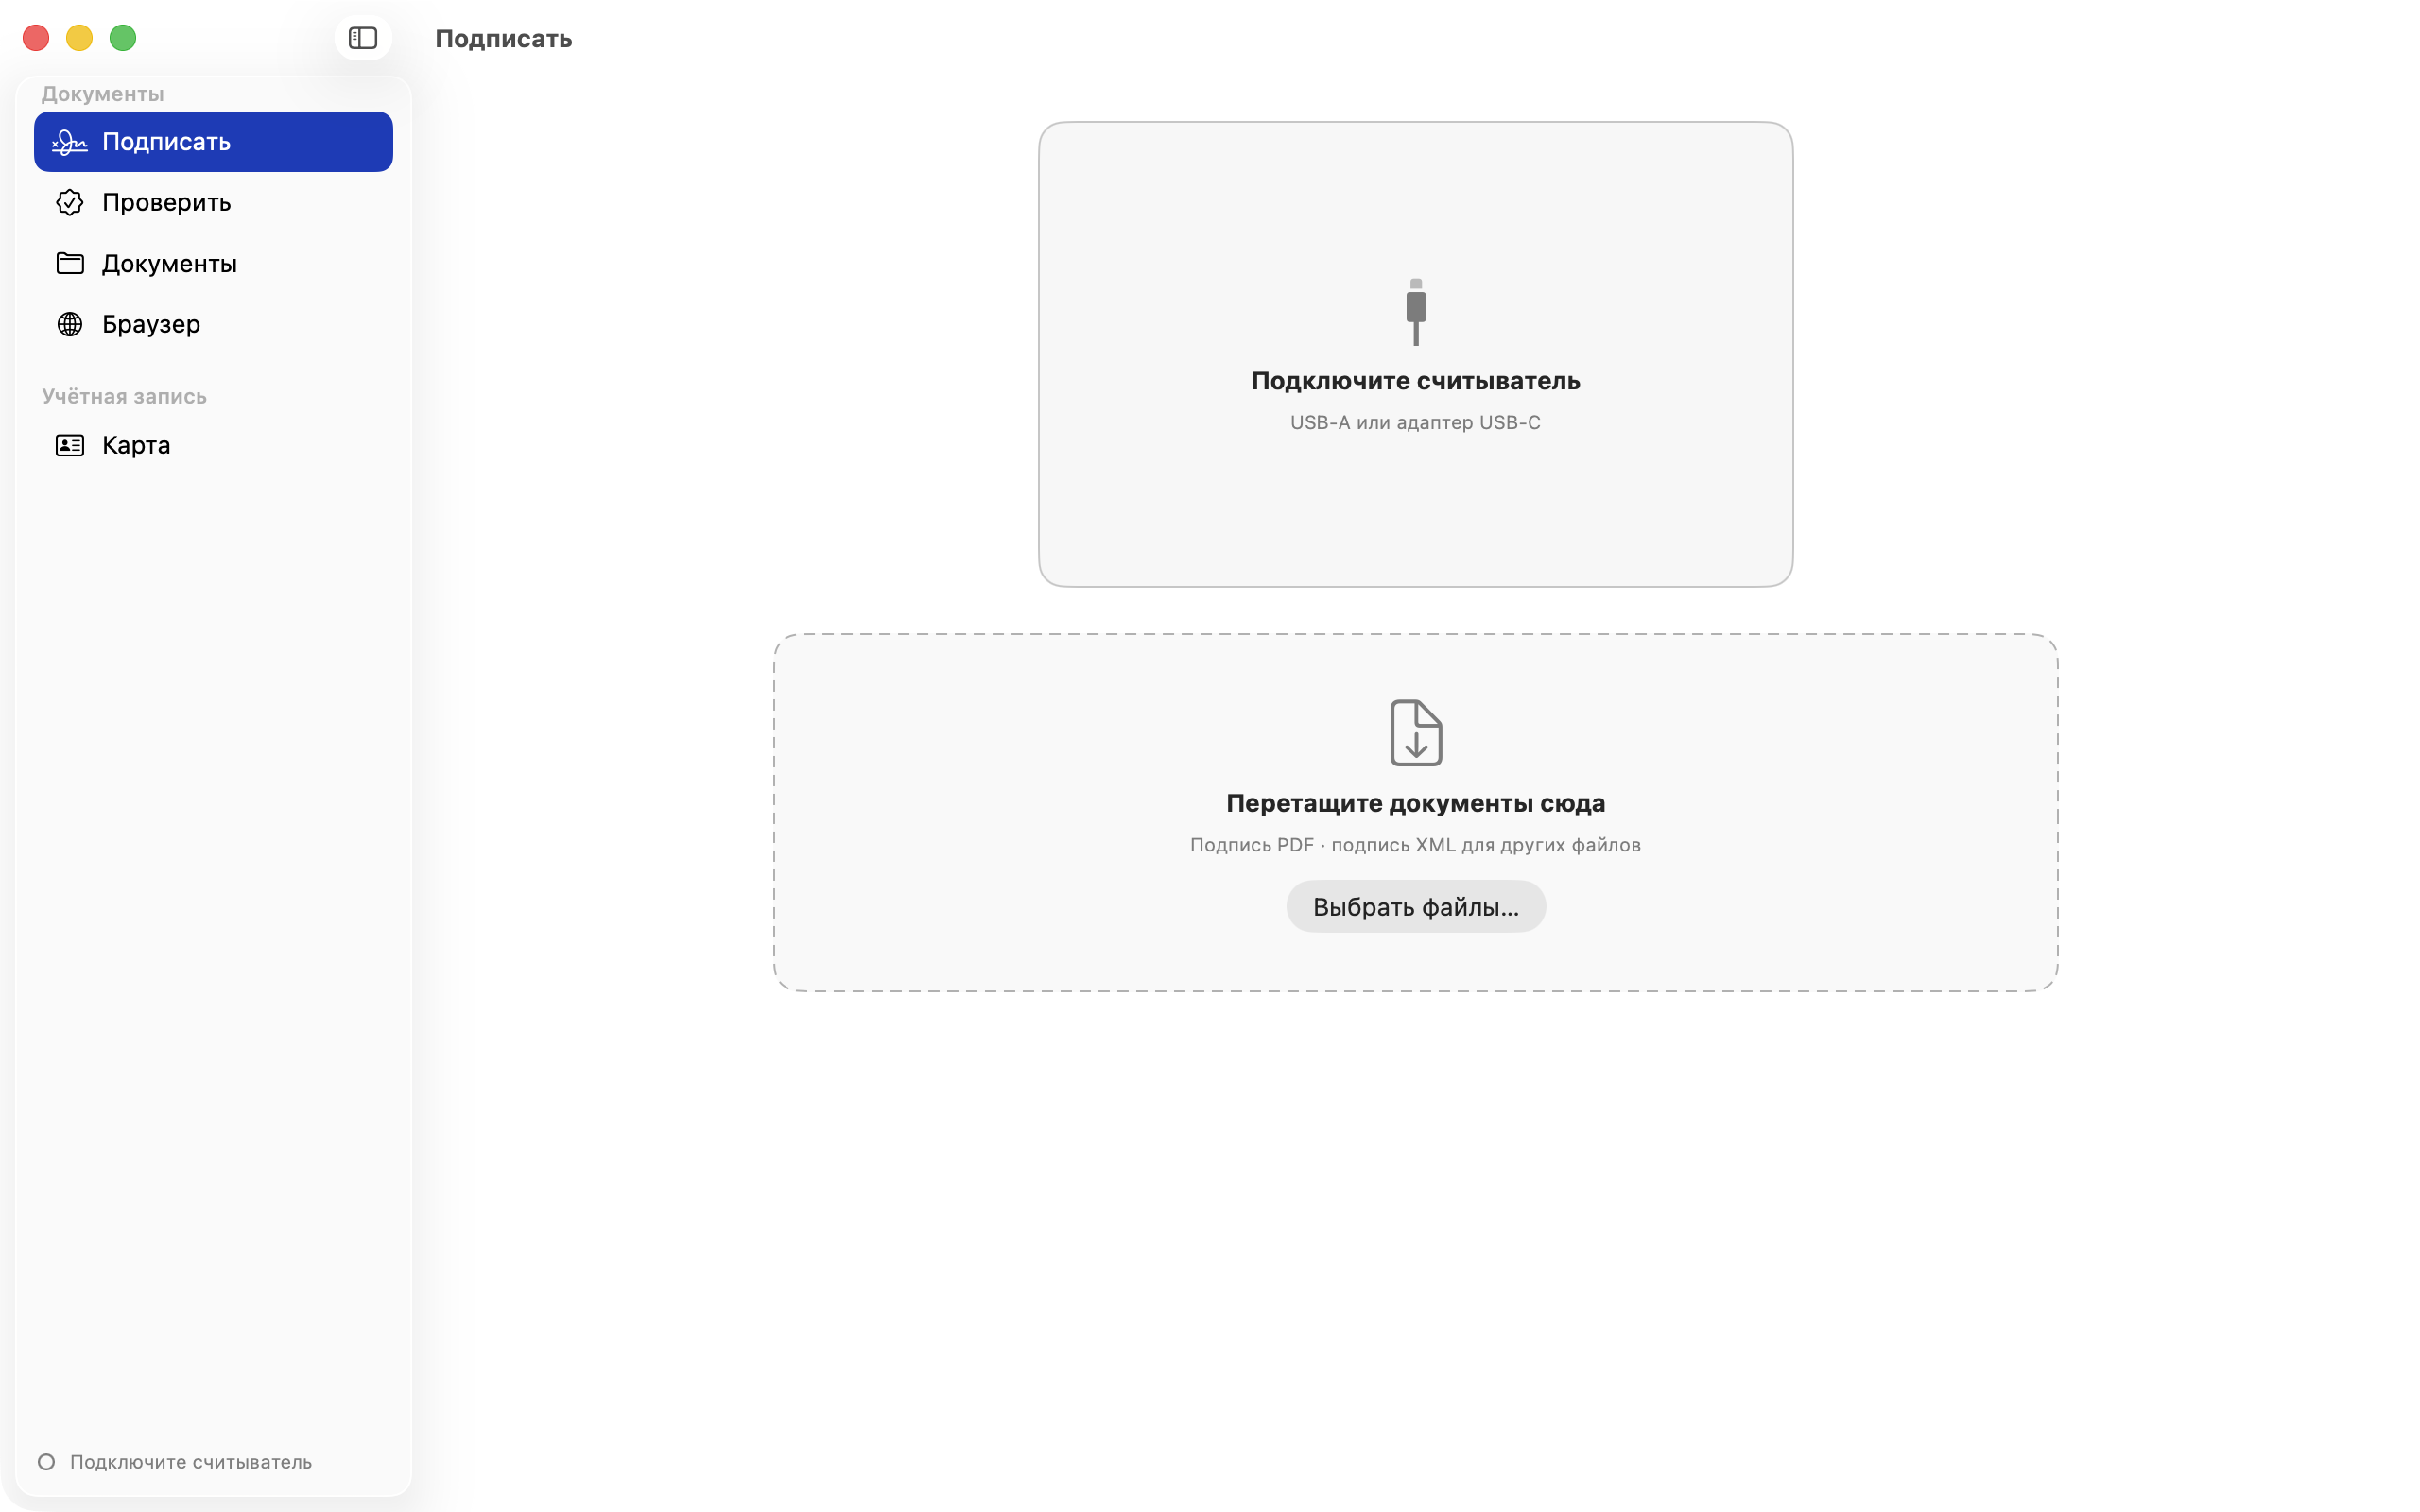 Подписать
Документы
Подписать
Проверить
Документы
Браузер
Учётная запись
Карта
Подключите считыватель
USB-A или адаптер USB-C
Перетащите документы сюда
Подпись PDF · подпись XML для других файлов
Выбрать файлы...
Подключите считыватель